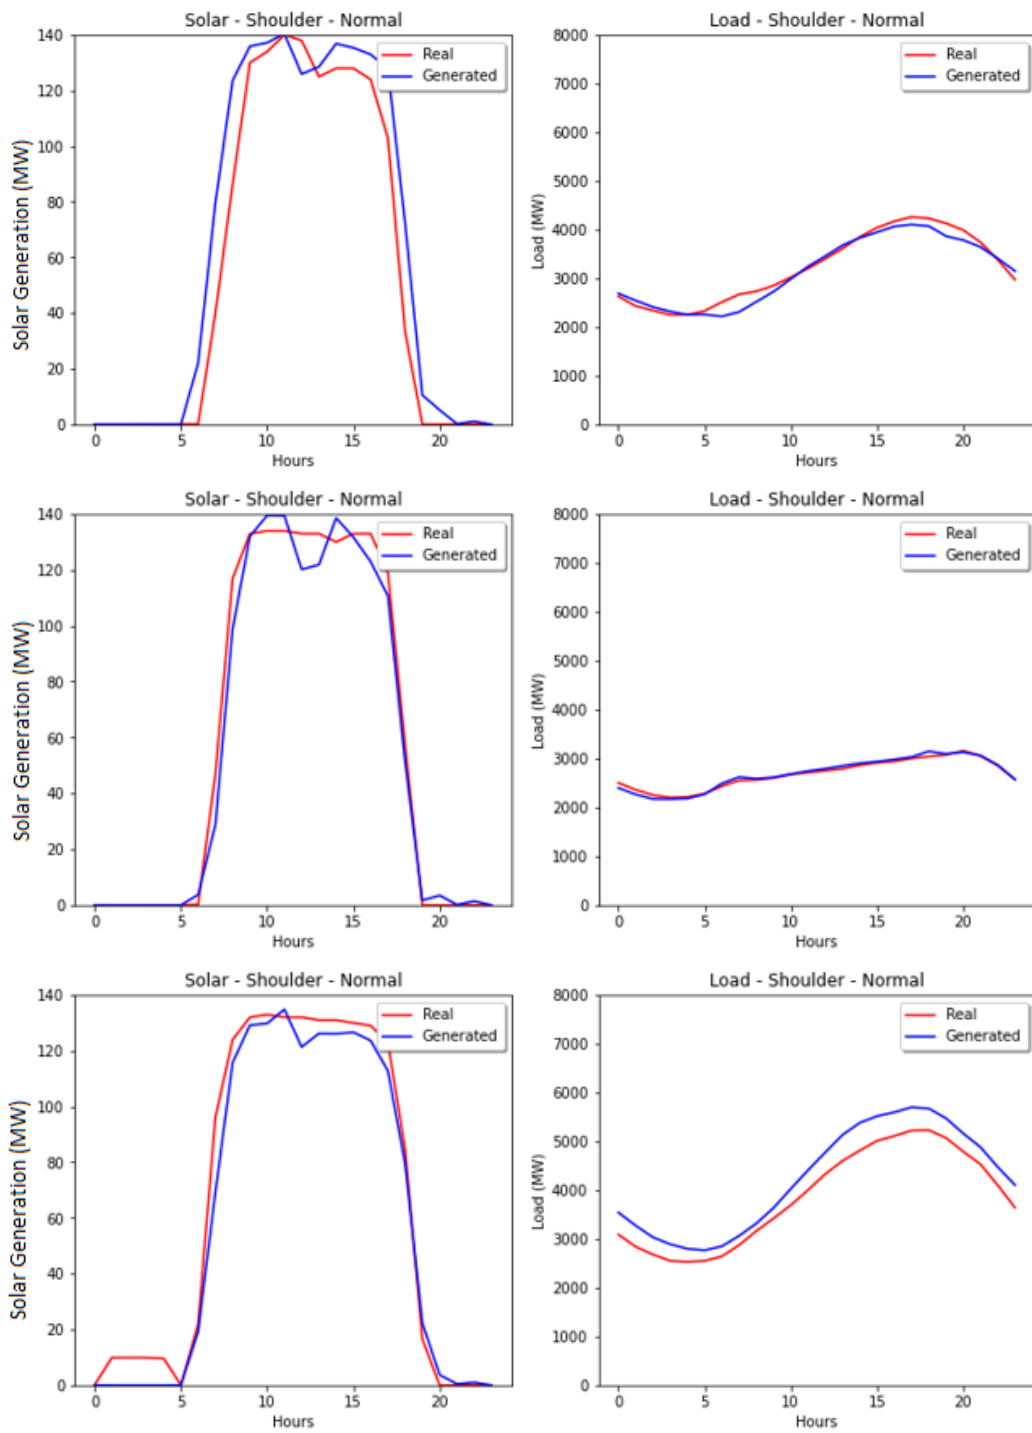 Solar - Shoulder - Normal
140
120
100
80
60
40
20
0
Solar Generation (MW)
Real
Generated
0 5 10 15 20
Hours
Load - Shoulder - Normal
8000
7000
6000
5000
4000
3000
2000
1000
0
Load (MW)
Real
Generated
0 5 10 15 20
Hours
Solar - Shoulder - Normal
140
120
100
80
60
40
20
0
Solar Generation (MW)
Real
Generated
0 5 10 15 20
Hours
Load - Shoulder - Normal
8000
7000
6000
5000
4000
3000
2000
1000
0
Load (MW)
Real
Generated
0 5 10 15 20
Hours
Solar - Shoulder - Normal
140
120
100
80
60
40
20
0
Solar Generation (MW)
Real
Generated
0 5 10 15 20
Hours
Load - Shoulder - Normal
8000
7000
6000
5000
4000
3000
2000
1000
0
Load (MW)
Real
Generated
0 5 10 15 20
Hours